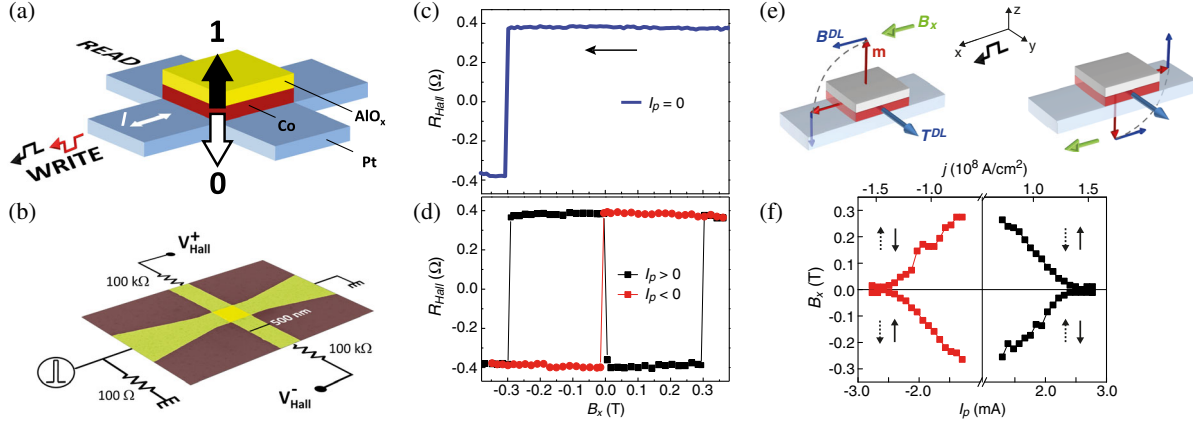 (a)
READ
1
I
WRITE
0
AlOx
Co
Pt
(b)
V+Hall
100 kΩ
500 nm
100 kΩ
100 Ω
V-Hall
(c)
RHall (Ω)
0.4
0.2
0.0
-0.2
-0.4
Ip = 0
(d)
RHall (Ω)
0.4
0.2
0.0
-0.2
-0.4
Ip > 0
Ip < 0
-0.3 -0.2 -0.1 0.0 0.1 0.2 0.3
Bx (T)
(e)
BDL
Bx
m
TDL
z
x
y
(f)
j (10^8 A/cm2)
-1.5 -1.0 1.0 1.5
Bx (T)
0.3
0.2
0.1
0.0
-0.1
-0.2
-0.3
-3.0 -2.0 2.0 3.0
Ip (mA)